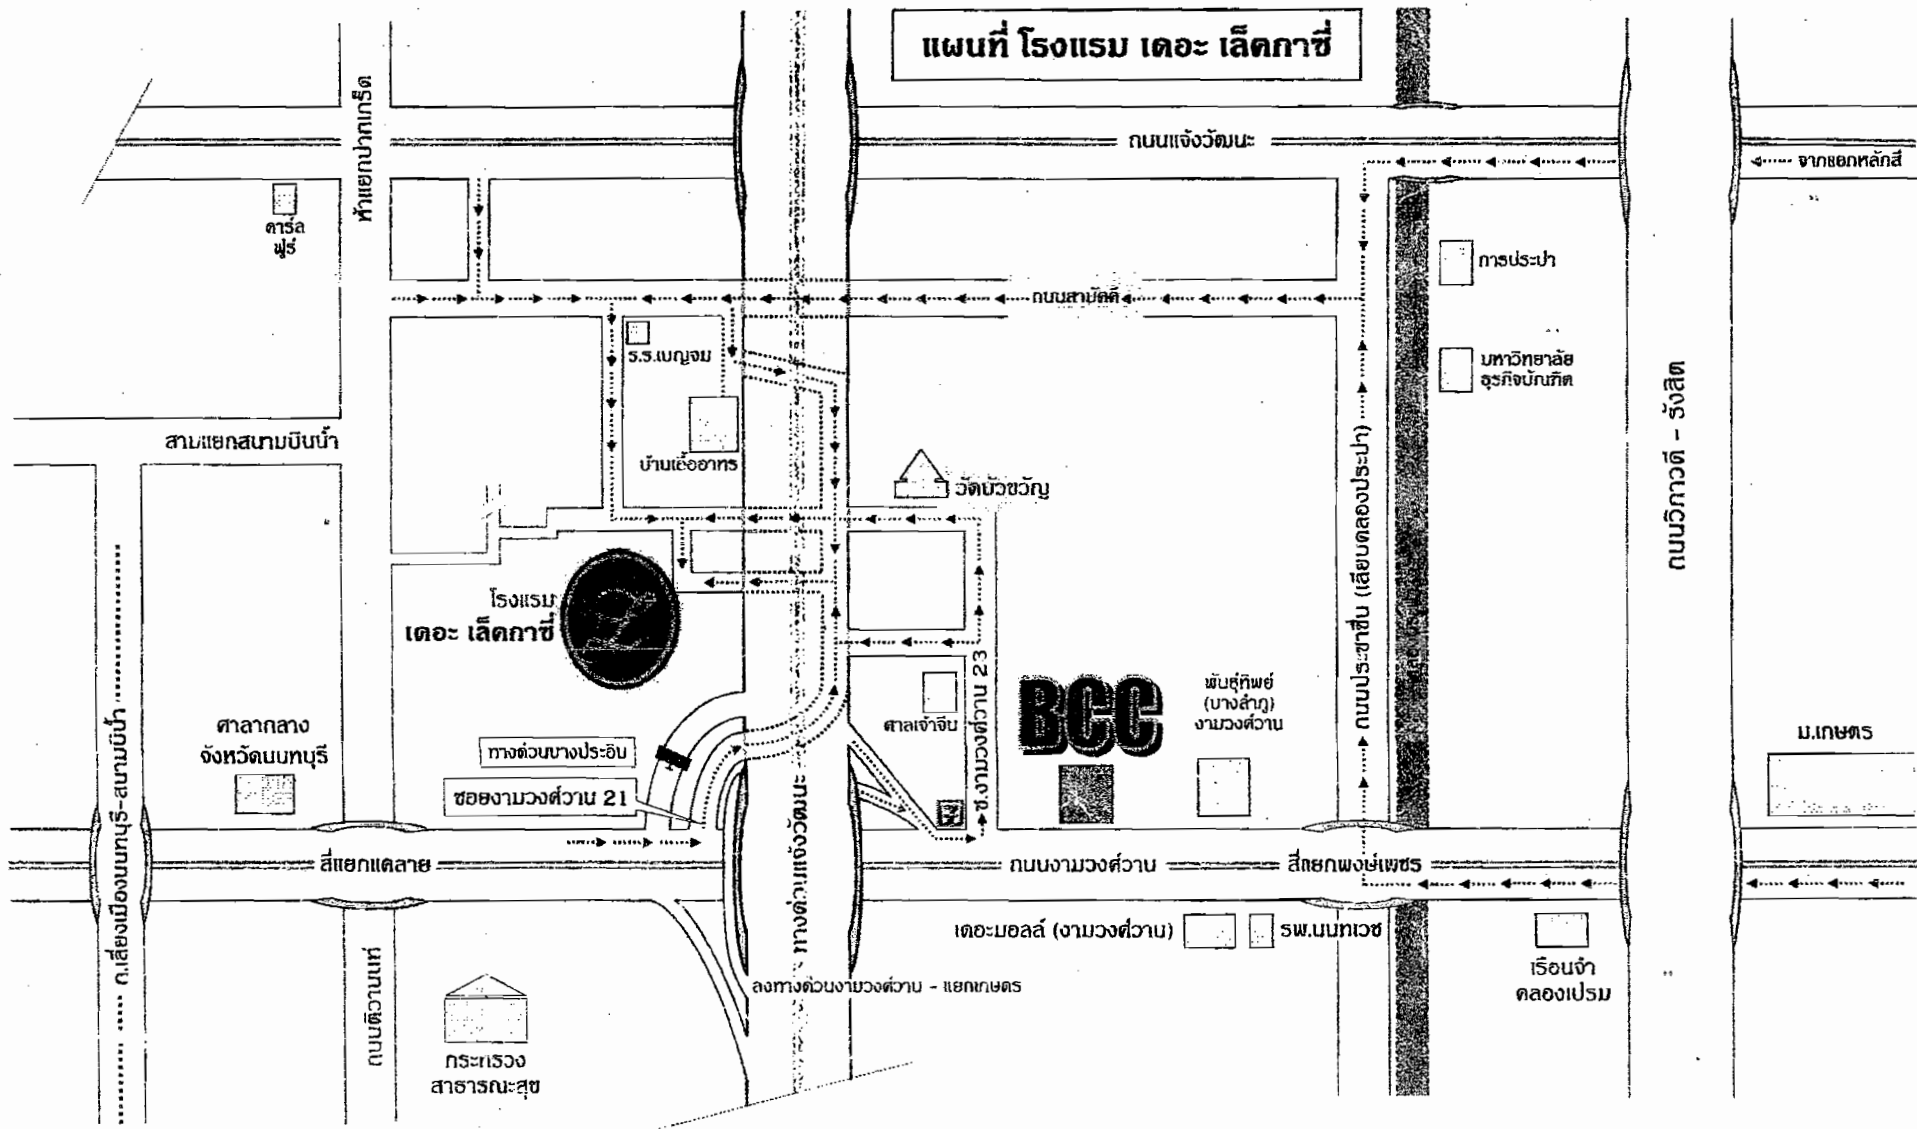 แผนที่ โรงแรม เดอะ เล็คกาซี่
ห้าแยกปากเกร็ด
ถนนแจ้งวัฒนะ
จากแยกหลักสี่
คาร์ล
ฟูร์
การประปา
ถนนสามัคคี
ร.ร.เบญจม
มหาวิทยาลัย
ธุรกิจบัณฑิต
ถนนวิภาวดี - รังสิต
สามแยกสนามบินน้ำ
บ้านเอื้ออาทร
วัดบัวขวัญ
ถนนประชาชื่น (เลียบคลองประปา)
โรงแรม
เดอะ เล็คกาซี่
ถ.เลี่ยงเมืองนนทบุรี-สนามบินน้ำ
ศาลากลาง
จังหวัดนนทบุรี
ศาลเจ้าจีน
ซ.งามวงศ์วาน 23
BCC
พันธุ์ทิพย์
(บางลำภู)
งามวงศ์วาน
ม.เกษตร
ทางด่วนบางปะอิน
ซอยงามวงศ์วาน 21
ทางด่วนแจ้งวัฒนะ
สี่แยกแคลาย
ถนนงามวงศ์วาน
สี่แยกพงษ์เพชร
เดอะมอลล์ (งามวงศ์วาน)
รพ.นนทเวช
เรือนจำ
คลองเปรม
ถนนติวานนท์
ลงทางด่วนงามวงศ์วาน - แยกเกษตร
กระทรวง
สาธารณะสุข